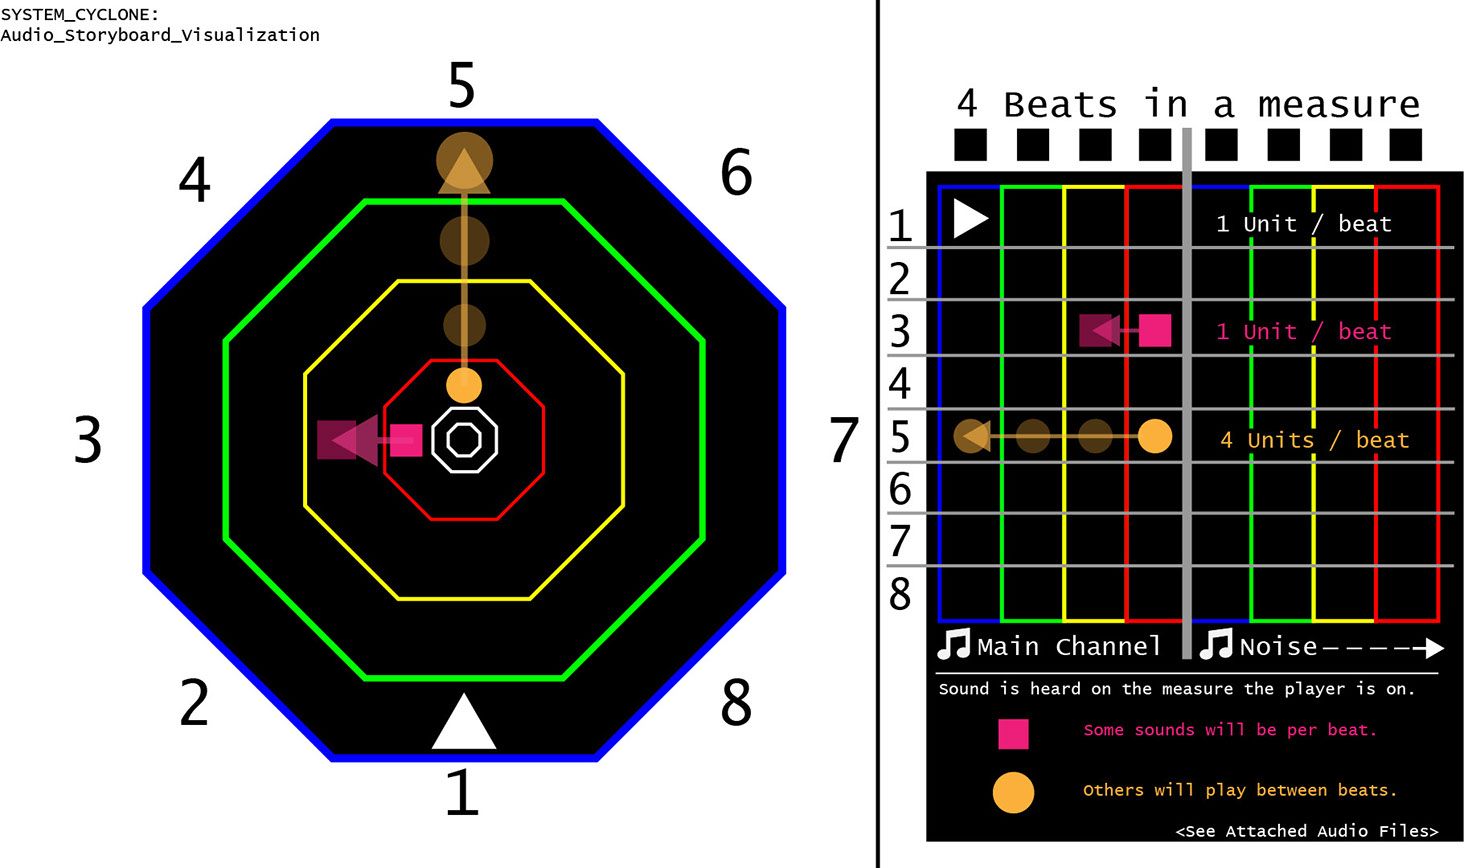 SYSTEM_CYCLONE:
Audio_Storyboard_Visualization
5
4
6
3
7
2
8
1
4 Beats in a measure
1
1 Unit / beat
2
3
1 Unit / beat
4
5
4 Units / beat
6
7
8
Main Channel
Noise
Sound is heard on the measure the player is on.
Some sounds will be per beat.
Others will play between beats.
<See Attached Audio Files>